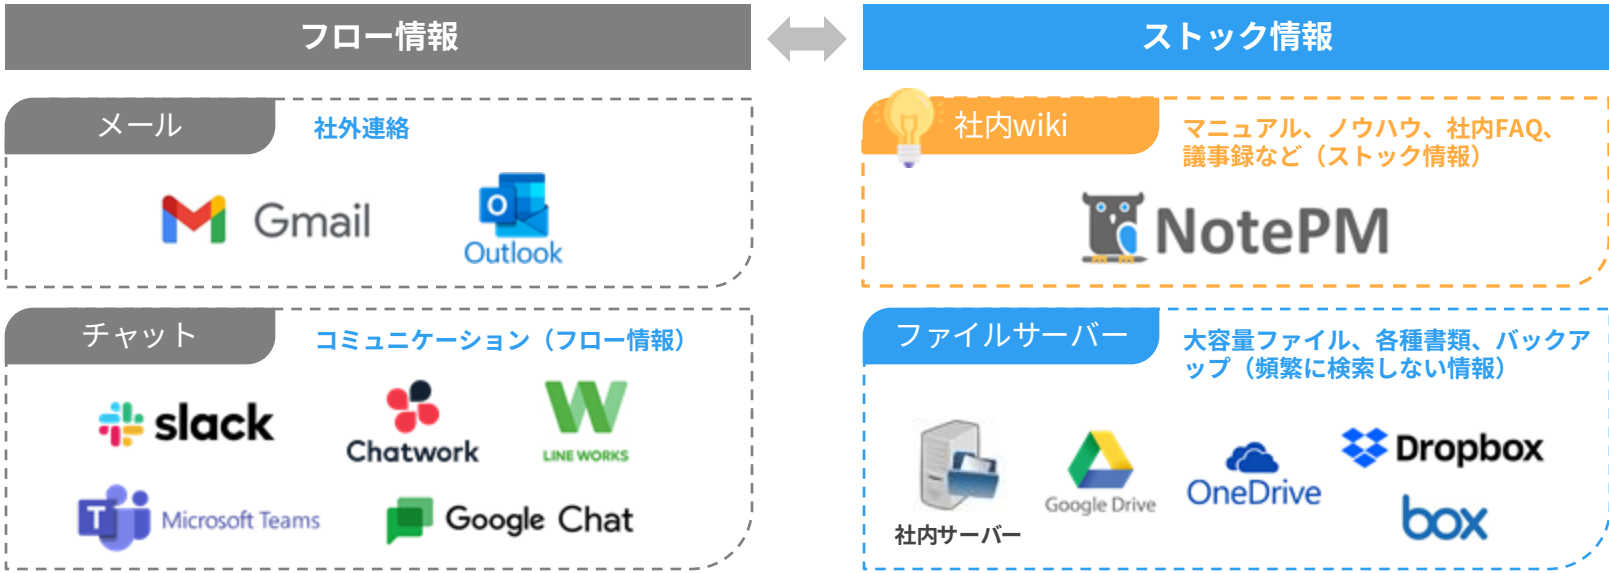 フロー情報
ストック情報
メール
社外連絡
Gmail
Outlook
チャット
コミュニケーション（フロー情報）
slack
Chatwork
LINE WORKS
Microsoft Teams
Google Chat
社内wiki
マニュアル、ノウハウ、社内FAQ、
議事録など（ストック情報）
NotePM
ファイルサーバー
大容量ファイル、各種書類、バックア
ップ（頻繁に検索しない情報）
社内サーバー
Google Drive
OneDrive
Dropbox
box